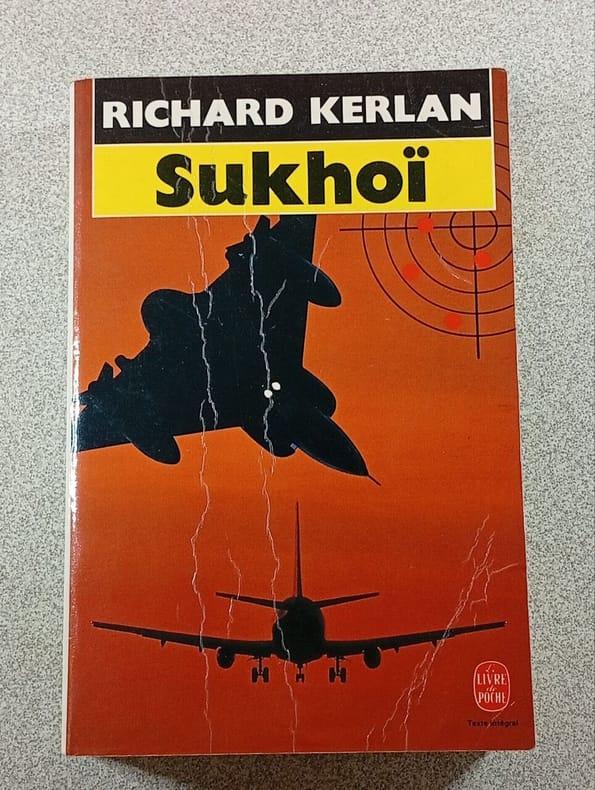 RICHARD KERLAN
Sukhoï
LE
LIVRE
de
POCHE
Texte intégral